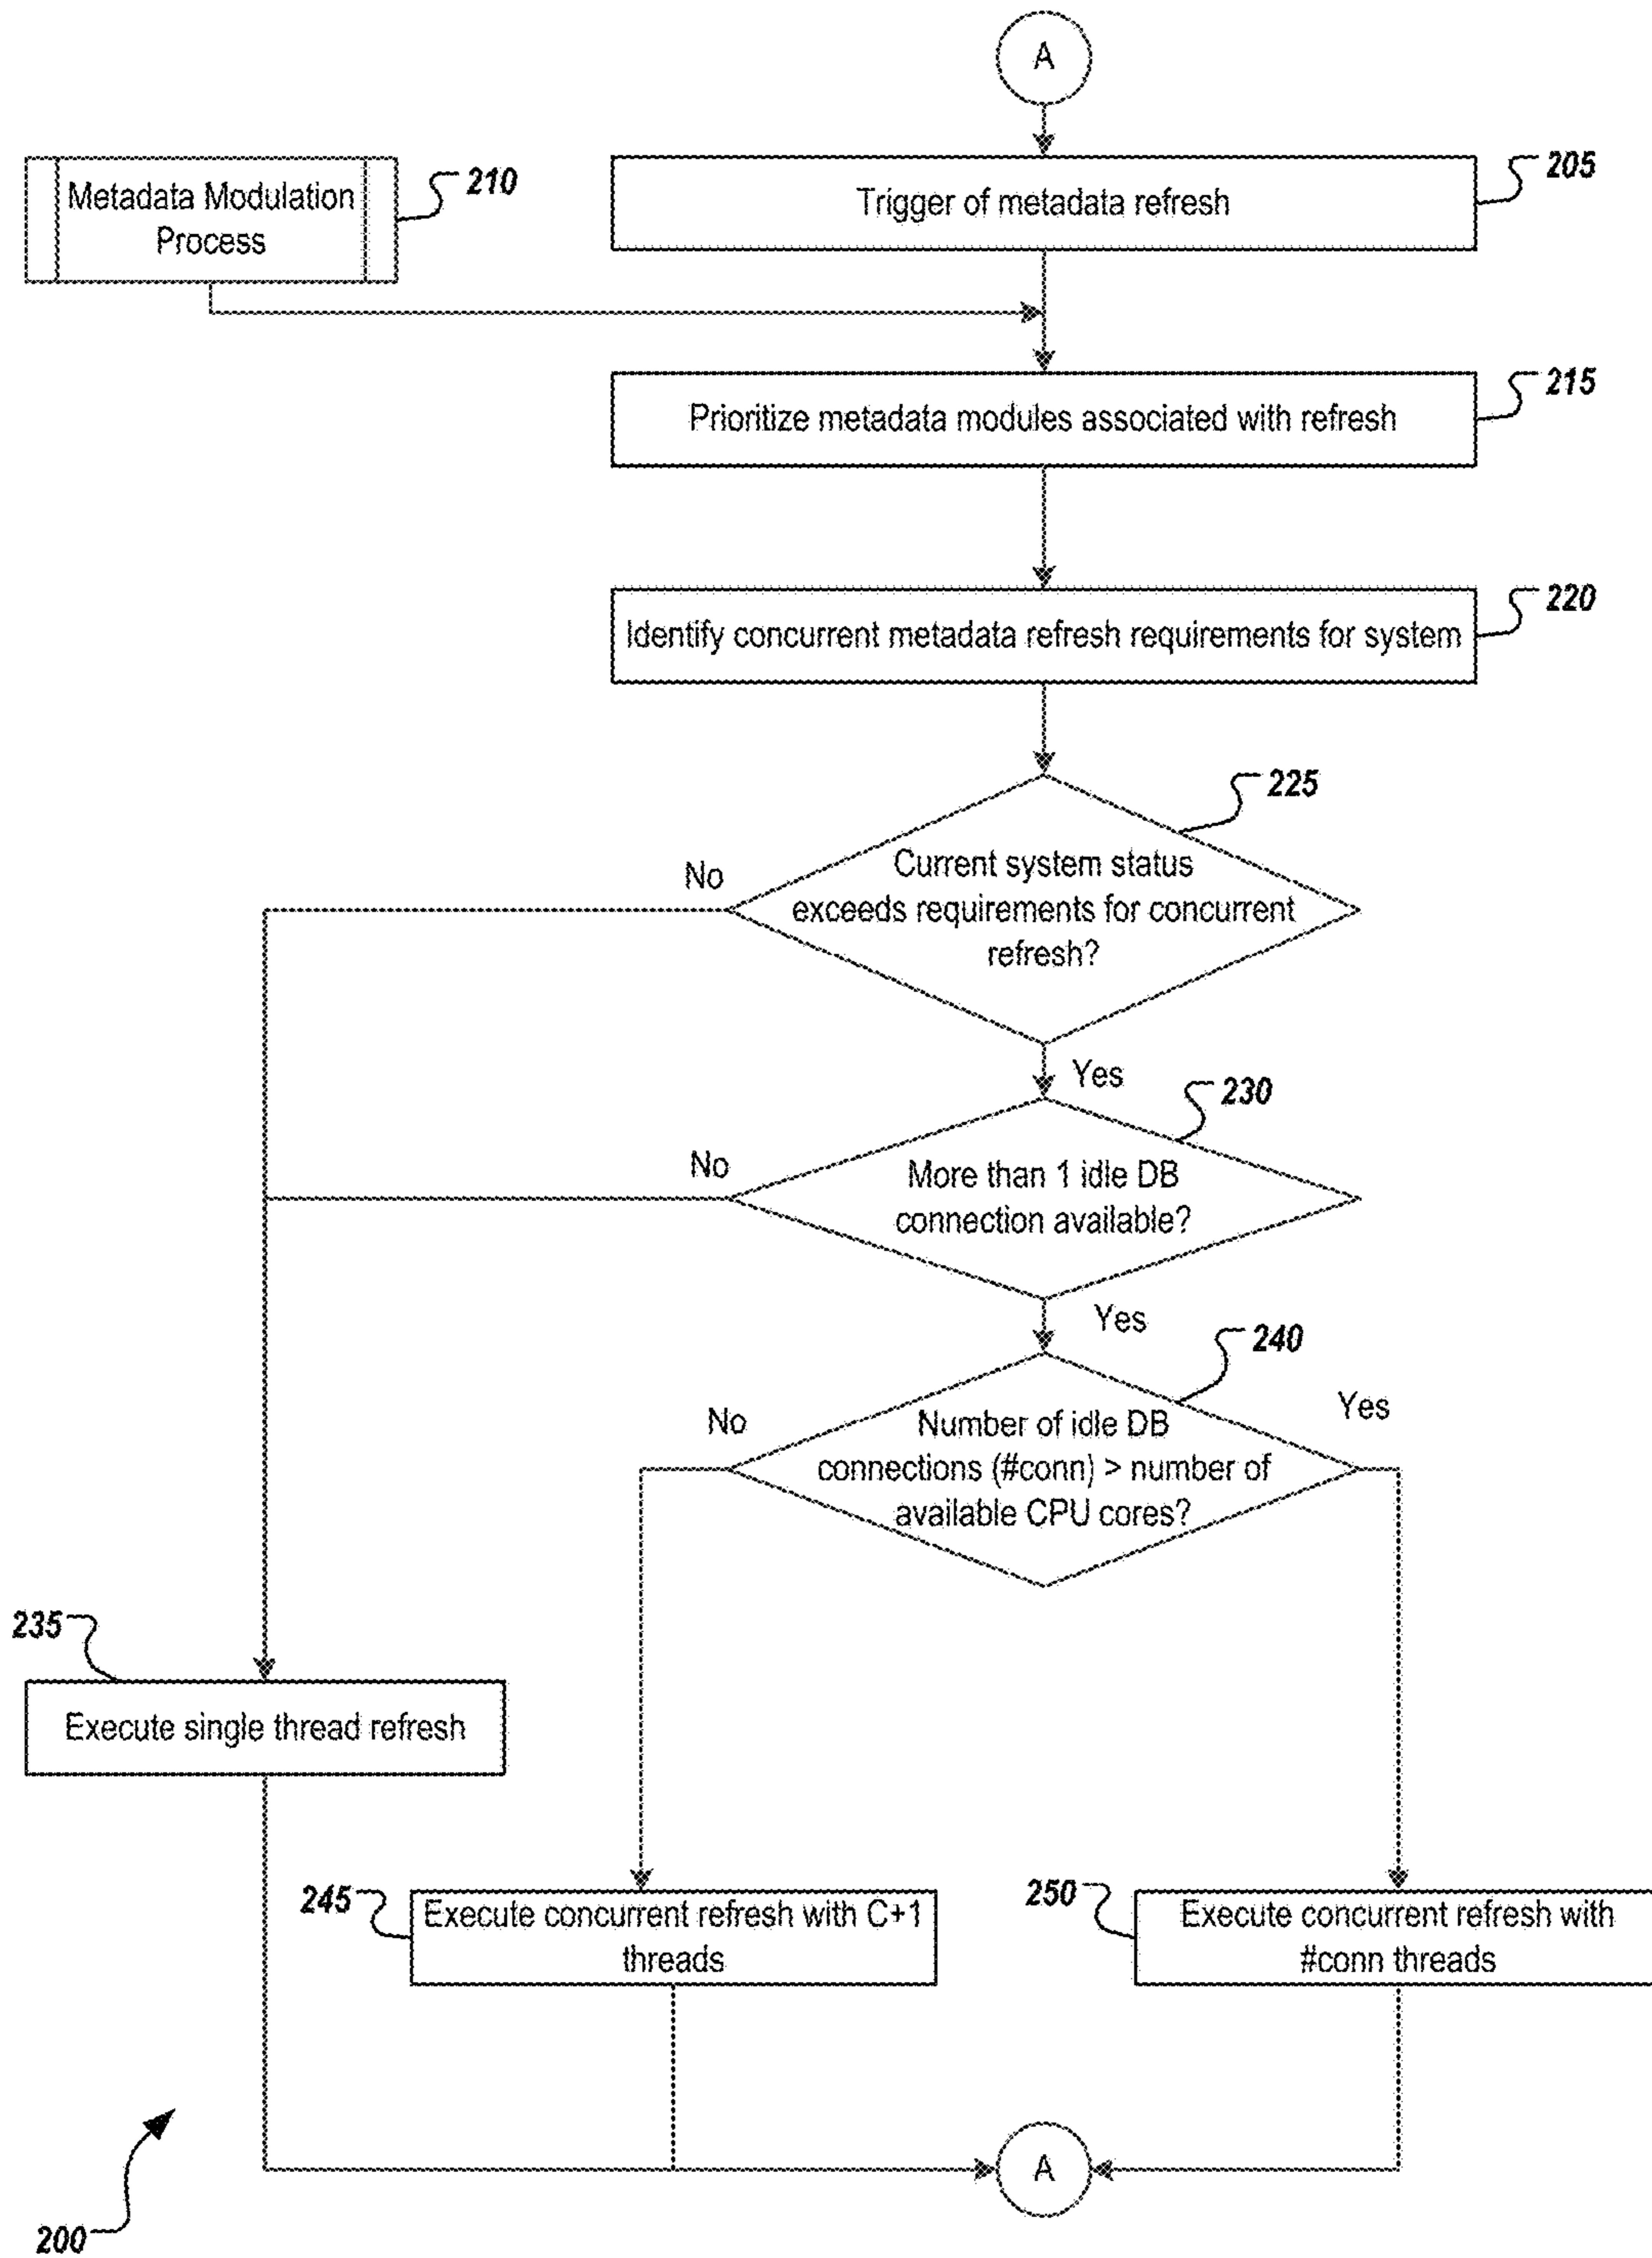 A
205
Trigger of metadata refresh
210
Metadata Modulation
Process
215
Prioritize metadata modules associated with refresh
220
Identify concurrent metadata refresh requirements for system
225
No
Current system status
exceeds requirements for concurrent
refresh?
Yes
230
No
More than 1 idle DB
connection available?
Yes
240
No
Yes
Number of idle DB
connections (#conn) > number of
available CPU cores?
235
Execute single thread refresh
245
Execute concurrent refresh with C+1
threads
250
Execute concurrent refresh with
#conn threads
A
200